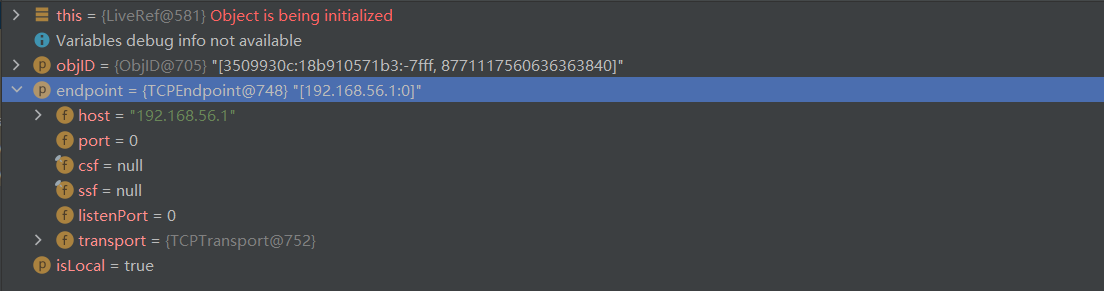 this = {LiveRef@581} Object is being initialized
Variables debug info not available
objID = {ObjID@705} "[3509930c:18b910571b3:-7fff, 8771117560636363840]"
endpoint = {TCPEndpoint@748} "[192.168.56.1:0]"
host = "192.168.56.1"
port = 0
csf = null
ssf = null
listenPort = 0
transport = {TCPTransport@752}
isLocal = true